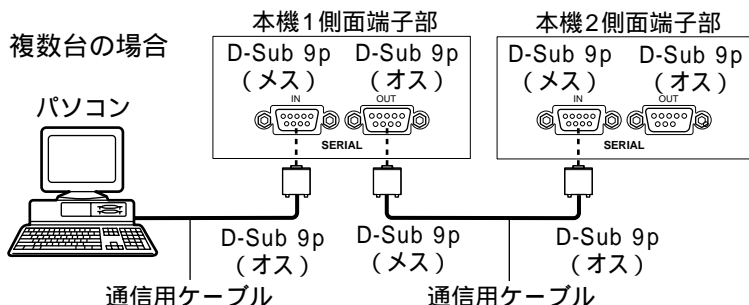 複数台の場合
本機1側面端子部
本機2側面端子部
D-Sub 9p
(メス)
D-Sub 9p
(オス)
D-Sub 9p
(メス)
D-Sub 9p
(オス)
パソコン
IN
OUT
SERIAL
IN
OUT
SERIAL
D-Sub 9p
(オス)
D-Sub 9p
(メス)
D-Sub 9p
(オス)
通信用ケーブル
通信用ケーブル